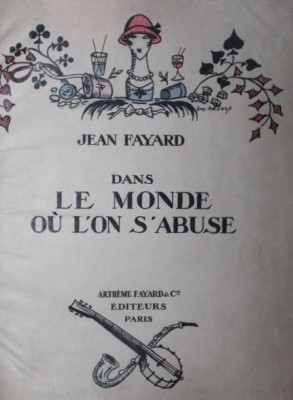 JEAN FAYARD
DANS
LE MONDE
OÙ L'ON S'ABUSE
ARTHÈME FAYARD & Cie
ÉDITEURS
PARIS